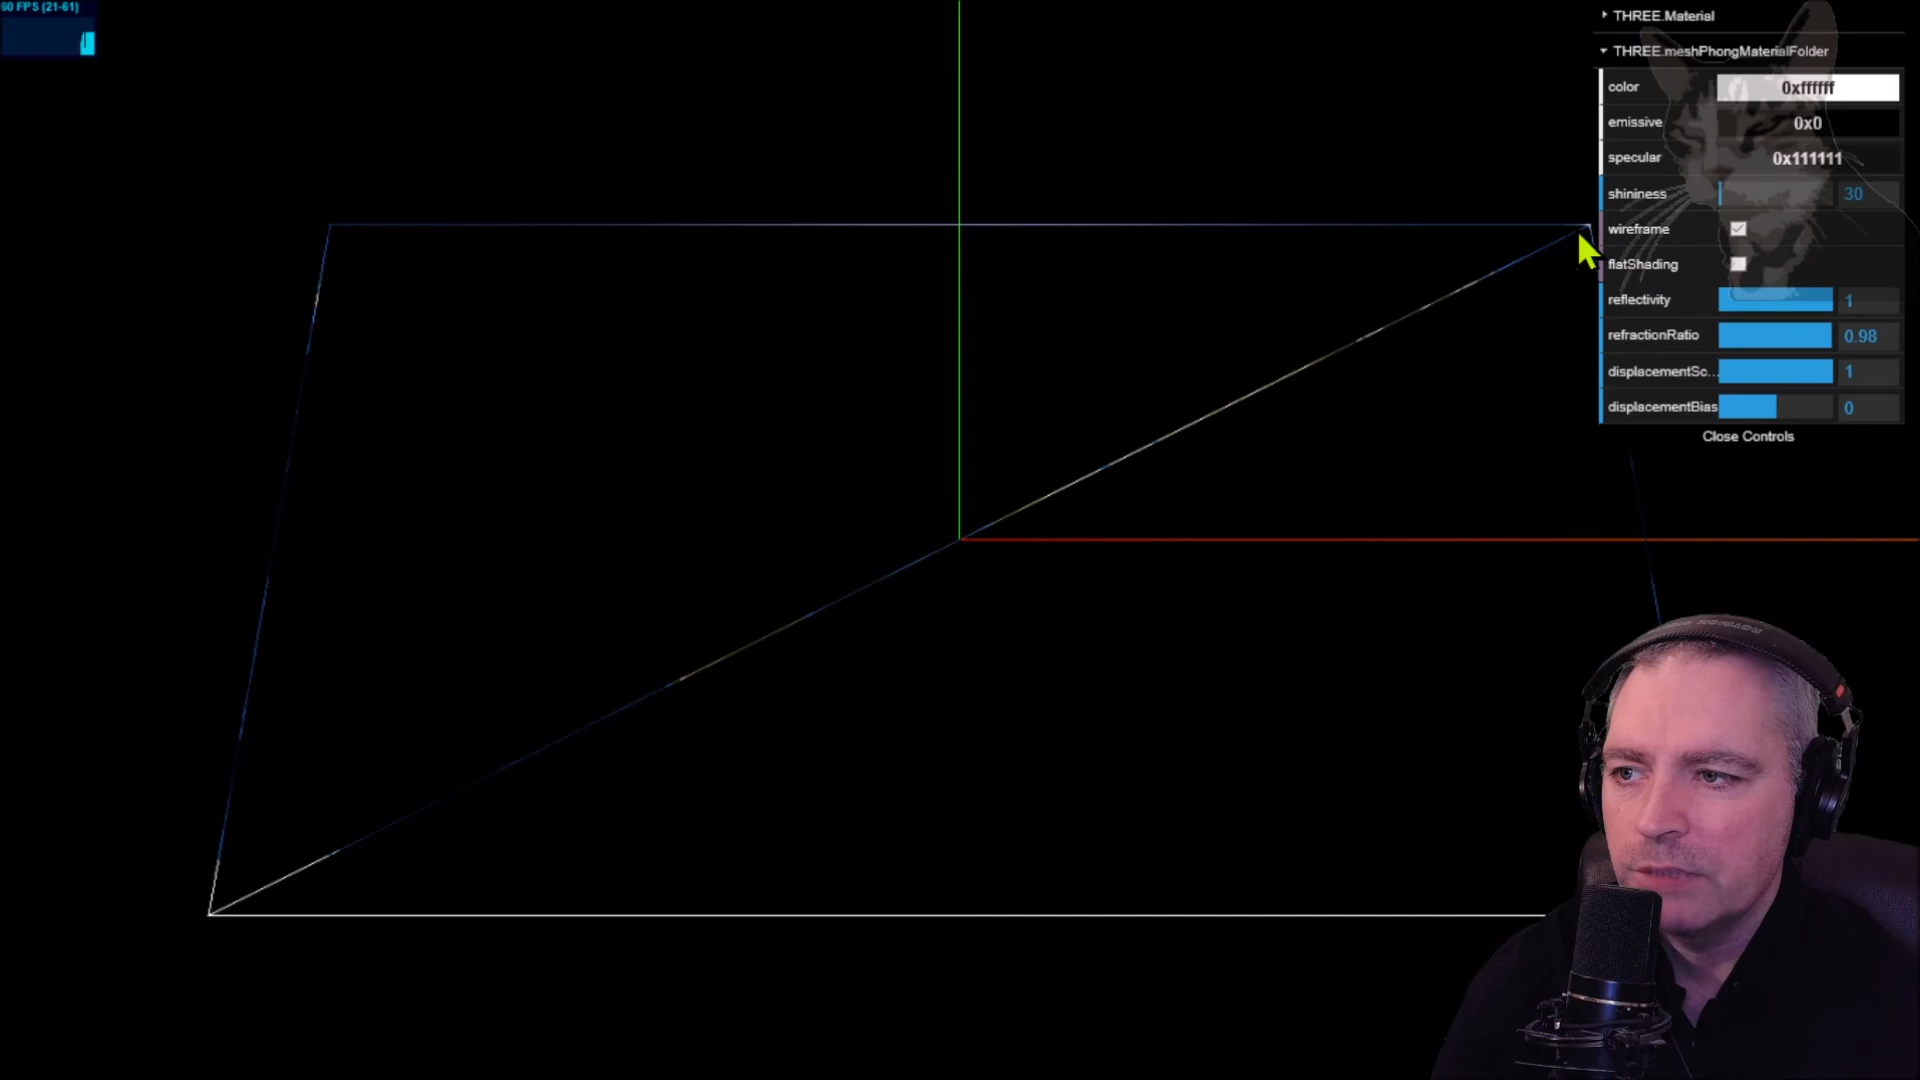 60 FPS (21-61)
THREE.Material
THREE.meshPhongMaterialFolder
color 0xffffff
emissive 0x0
specular 0x111111
shininess 30
wireframe
flatShading
reflectivity 1
refractionRatio 0.98
displacementSc... 1
displacementBias 0
Close Controls